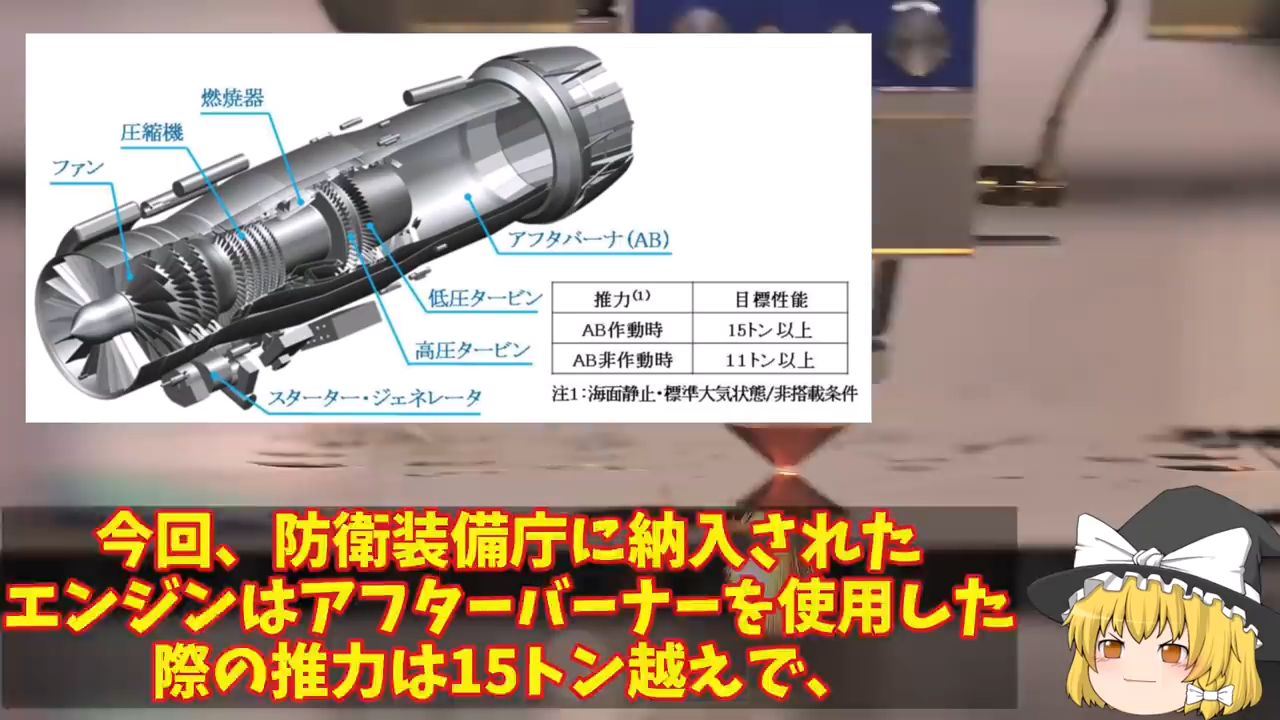 燃焼器
圧縮機
ファン
アフタバーナ(AB)
低圧タービン
高圧タービン
スターター・ジェネレータ
推力(1) 目標性能
AB作動時 15トン以上
AB非作動時 11トン以上
注1:海面静止・標準大気状態/非搭載条件
今回、防衛装備庁に納入された
エンジンはアフターバーナーを使用した
際の推力は15トン越えで、